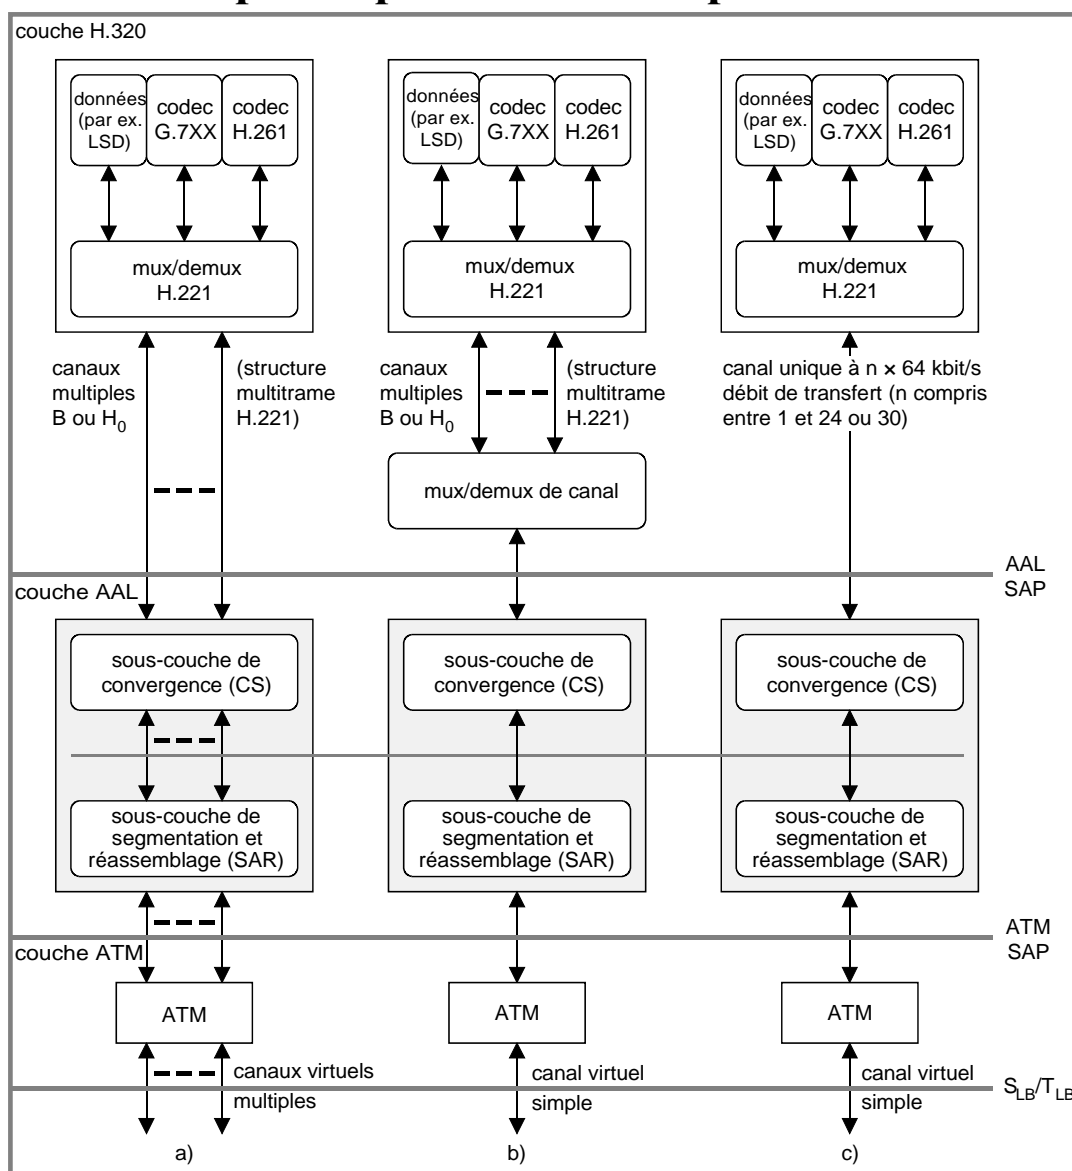 couche H.320
données
(par ex.
LSD)
codec
G.7XX
codec
H.261
données
(par ex.
LSD)
codec
G.7XX
codec
H.261
données
(par ex.
LSD)
codec
G.7XX
codec
H.261
mux/demux
H.221
mux/demux
H.221
mux/demux
H.221
canaux
multiples
B ou H0
(structure
multitrame
H.221)
canaux
multiples
B ou H0
(structure
multitrame
H.221)
canal unique à n × 64 kbit/s
débit de transfert (n compris
entre 1 et 24 ou 30)
mux/demux de canal
AAL
SAP
couche AAL
sous-couche de
convergence (CS)
sous-couche de
convergence (CS)
sous-couche de
convergence (CS)
sous-couche de
segmentation et
réassemblage (SAR)
sous-couche de
segmentation et
réassemblage (SAR)
sous-couche de
segmentation et
réassemblage (SAR)
ATM
SAP
couche ATM
ATM
ATM
ATM
canaux virtuels
multiples
canal virtuel
simple
canal virtuel
simple
SLB/TLB
a)
b)
c)